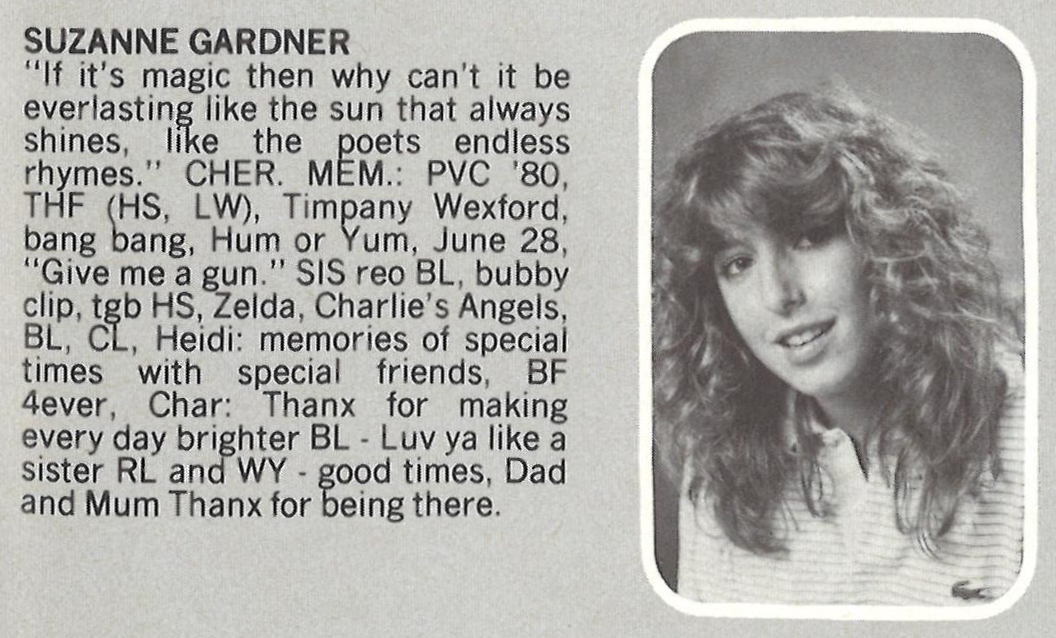 SUZANNE GARDNER
"If it's magic then why can't it be
everlasting like the sun that always
shines, like the poets endless
rhymes." CHER. MEM.: PVC '80,
THF (HS, LW), Timpany Wexford,
bang bang, Hum or Yum, June 28,
"Give me a gun." SIS reo BL, bubby
clip, tgb HS, Zelda, Charlie's Angels,
BL, CL, Heidi: memories of special
times with special friends, BF
4ever, Char: Thanx for making
every day brighter BL - Luv ya like a
sister RL and WY - good times, Dad
and Mum Thanx for being there.